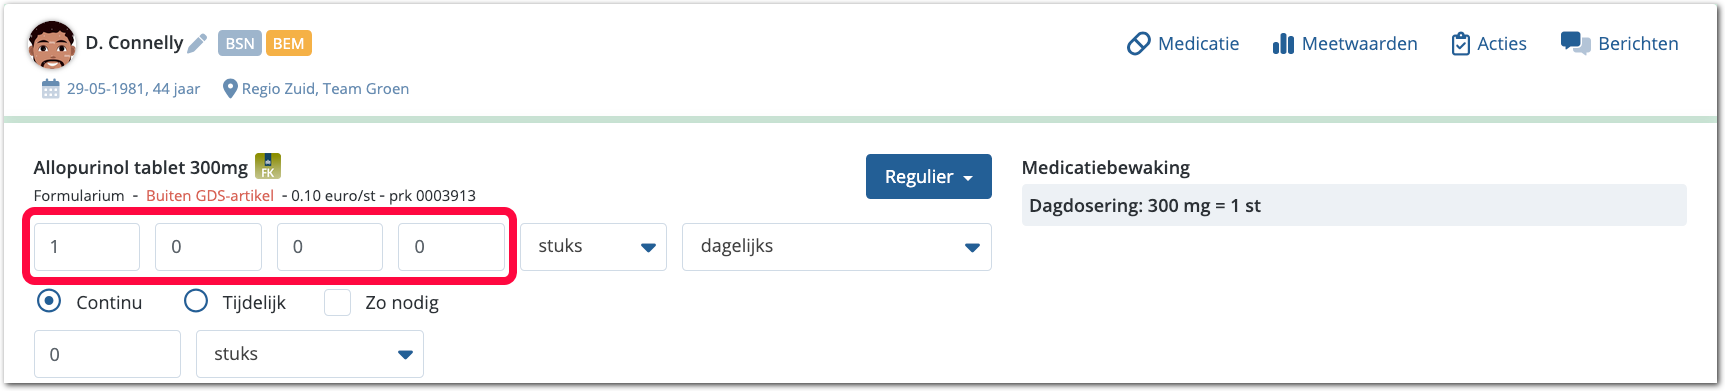 D. Connelly BSN BEM Medicatie Meetwaarden Acties Berichten
29-05-1981, 44 jaar Regio Zuid, Team Groen
Allopurinol tablet 300mg FK Regulier Medicatiebewaking
Formularium - Buiten GDS-artikel - 0.10 euro/st - prk 0003913 Dagdosering: 300 mg = 1 st
1 0 0 0 stuks dagelijks
Continu Tijdelijk Zo nodig
0 stuks